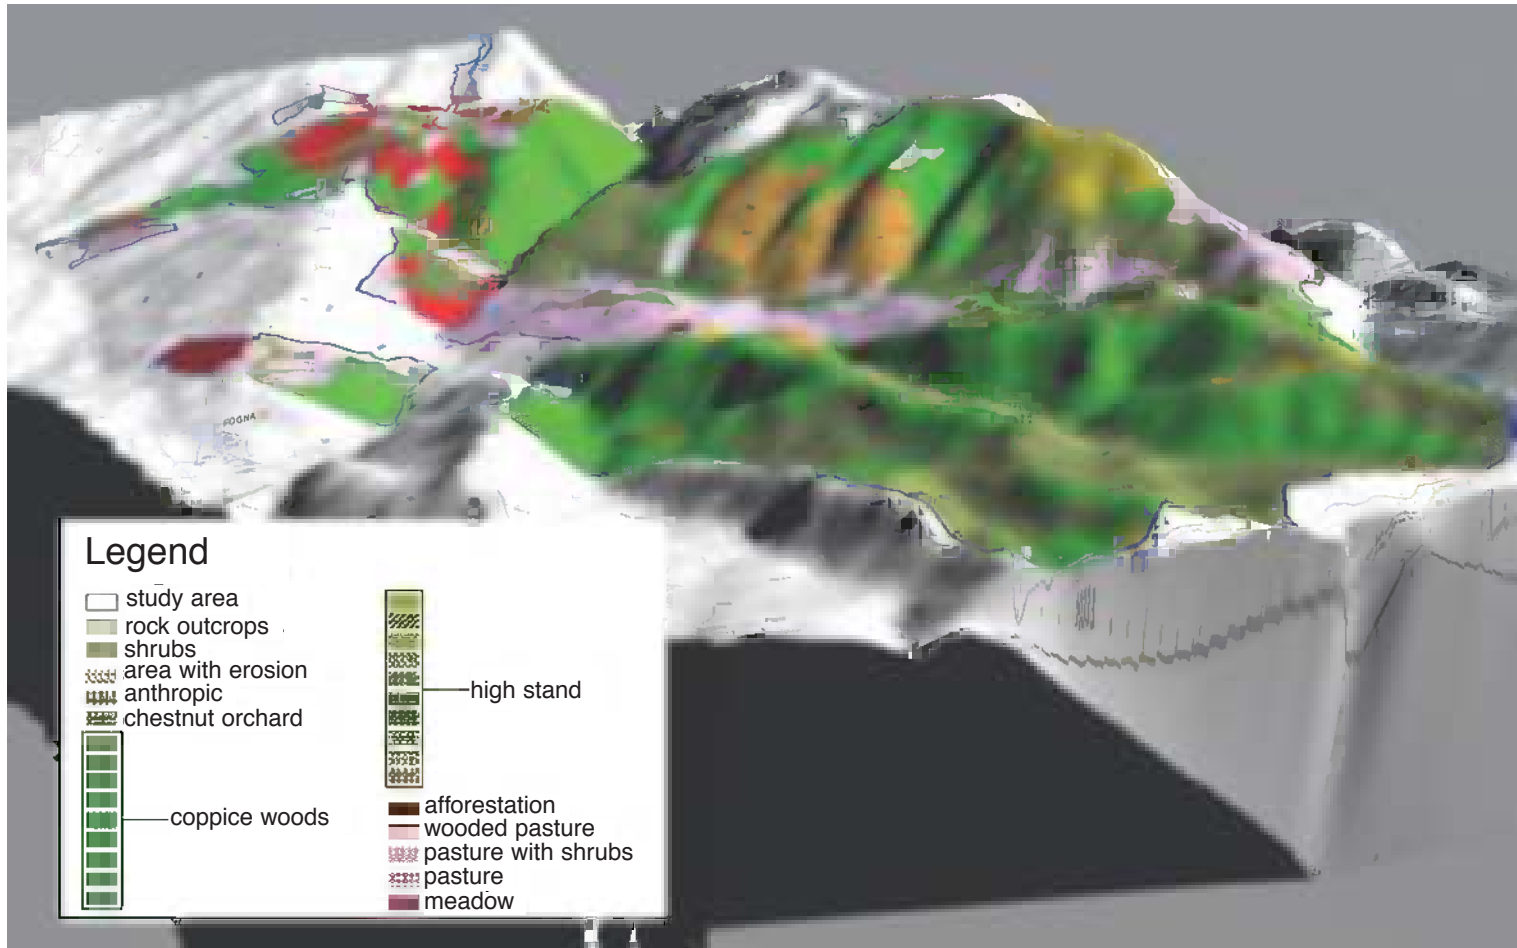 FOGNA
Legend
study area
rock outcrops
shrubs
area with erosion
anthropic
chestnut orchard
coppice woods
high stand
afforestation
wooded pasture
pasture with shrubs
pasture
meadow